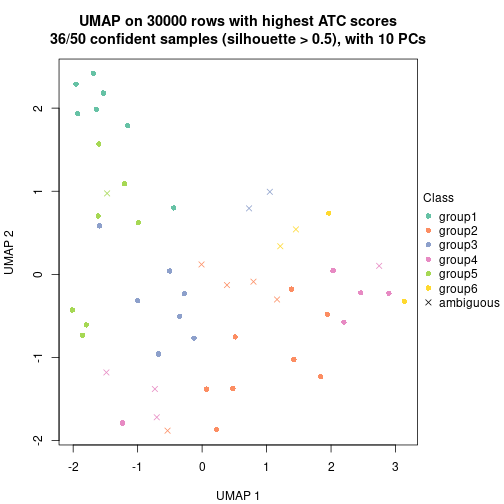 UMAP on 30000 rows with highest ATC scores
36/50 confident samples (silhouette > 0.5), with 10 PCs
2
1
0
-1
-2
UMAP 2
-2 -1 0 1 2 3
UMAP 1
Class
group1
group2
group3
group4
group5
group6
ambiguous